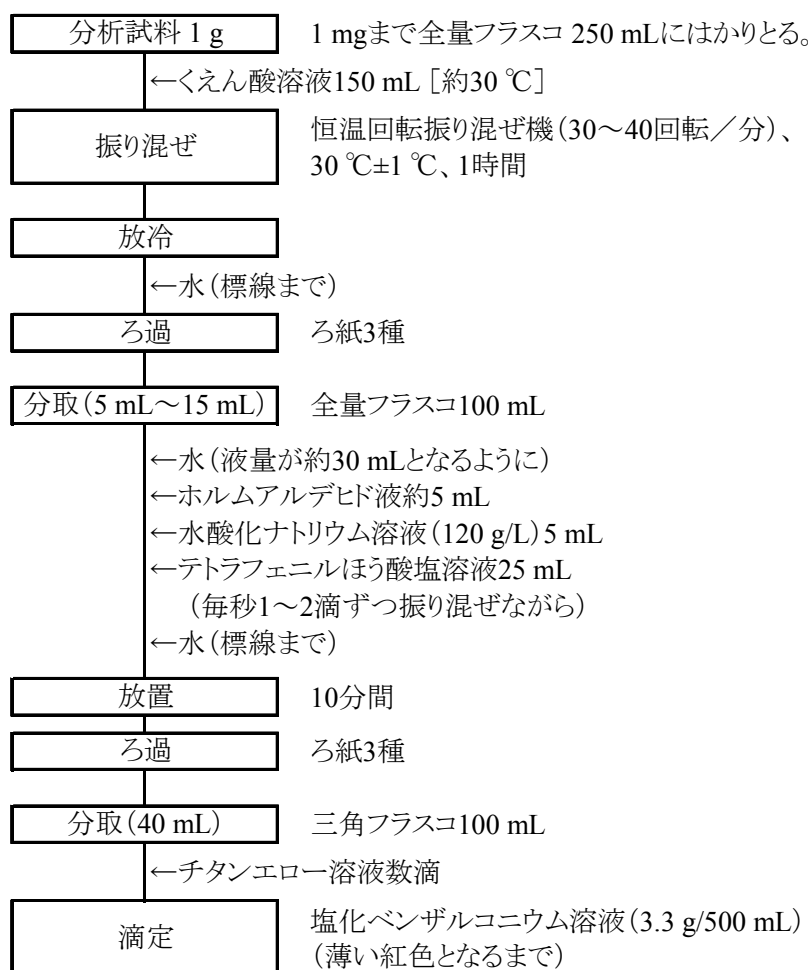 分析試料 1 g 1 mgまで全量フラスコ 250 mLにはかりとる。
←くえん酸溶液150 mL [約30 ℃]
振り混ぜ 恒温回転振り混ぜ機(30~40回転/分)、
30 ℃±1 ℃、1時間
放冷
←水(標線まで)
ろ過 ろ紙3種
分取(5 mL~15 mL) 全量フラスコ100 mL
←水(液量が約30 mLとなるように)
←ホルムアルデヒド液約5 mL
←水酸化ナトリウム溶液(120 g/L)5 mL
←テトラフェニルほう酸塩溶液25 mL
(毎秒1~2滴ずつ振り混ぜながら)
←水(標線まで)
放置 10分間
ろ過 ろ紙3種
分取(40 mL) 三角フラスコ100 mL
←チタンエロー溶液数滴
滴定 塩化ベンザルコニウム溶液(3.3 g/500 mL)
(薄い紅色となるまで)